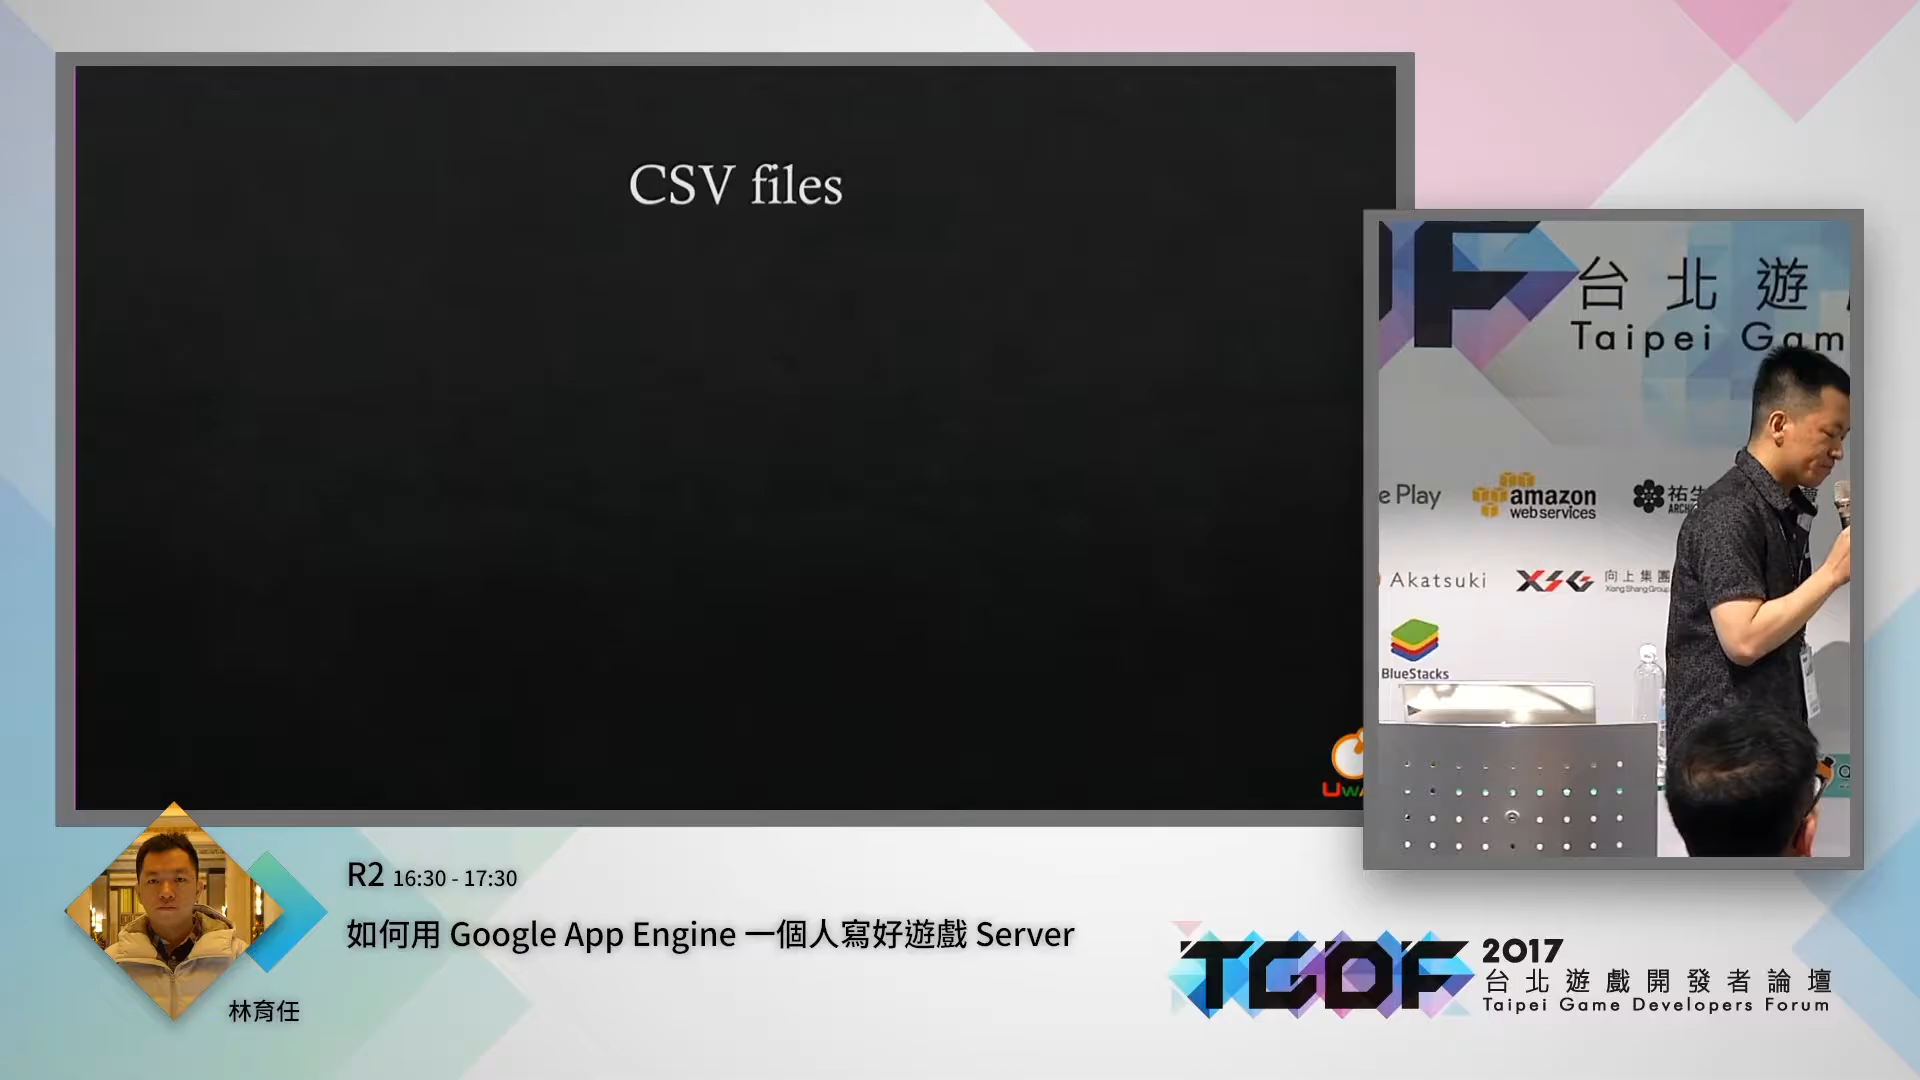 CSV files
台北遊
Taipei Gam
e Play
amazon
web services
祐生
Akatsuki
XSG
向上集團
Xiang Shang Group
BlueStacks
R2 16:30 - 17:30
如何用 Google App Engine 一個人寫好遊戲 Server
林育任
TGDF
2017
台北遊戲開發者論壇
Taipei Game Developers Forum